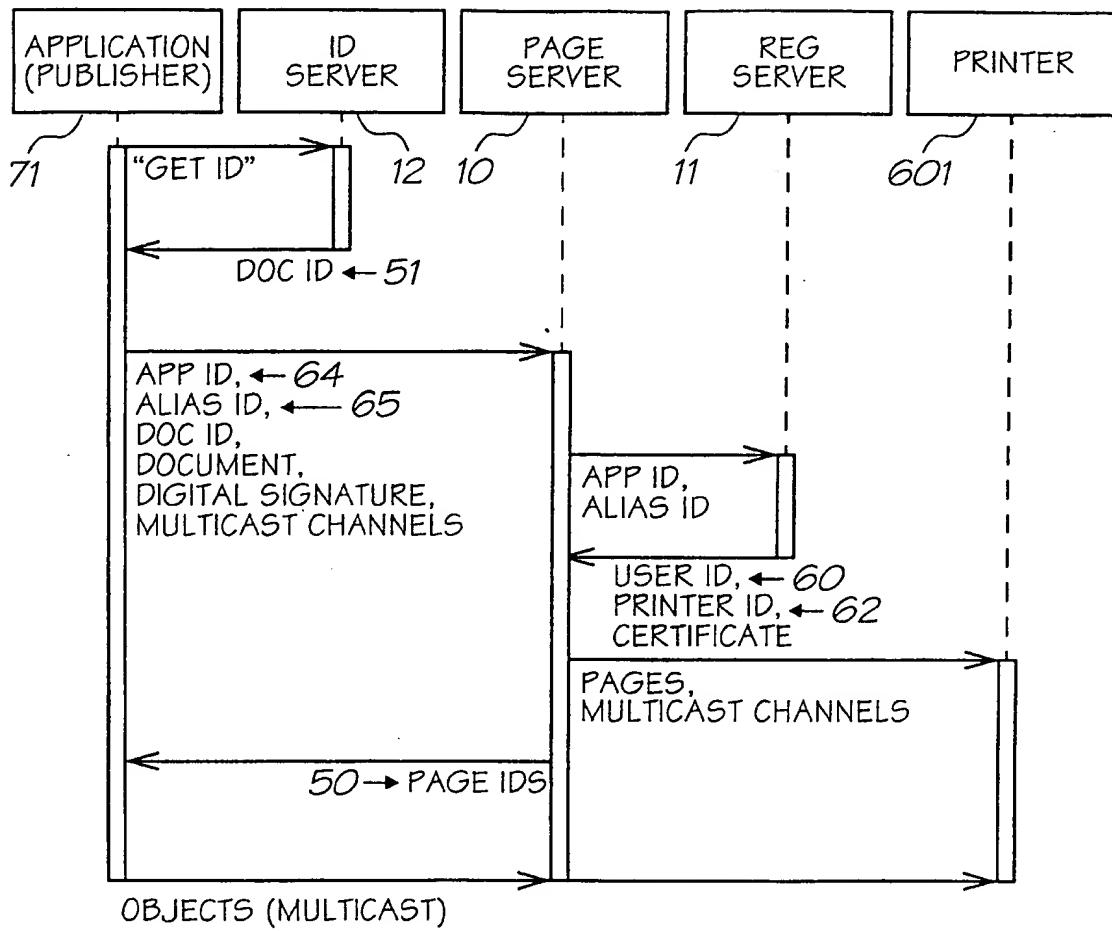 APPLICATION
(PUBLISHER)
ID
SERVER
PAGE
SERVER
REG
SERVER
PRINTER
71
12
10
11
601
"GET ID"
DOC ID ← 51
APP ID, ← 64
ALIAS ID, ← 65
DOC ID,
DOCUMENT,
DIGITAL SIGNATURE,
MULTICAST CHANNELS
APP ID,
ALIAS ID
USER ID, ← 60
PRINTER ID, ← 62
CERTIFICATE
PAGES,
MULTICAST CHANNELS
50 → PAGE IDS
OBJECTS (MULTICAST)